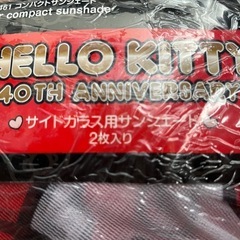 コンパクトサンシェード
compact sunshade
HELLO KITTY
40TH ANNIVERSARY
サイドガラス用サンシェード
2枚入り